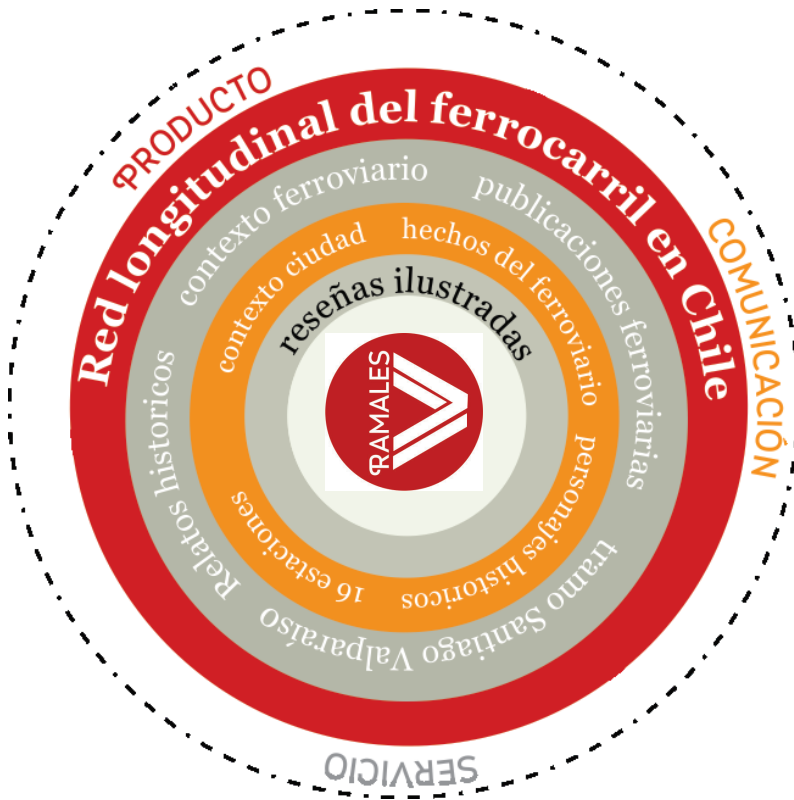 PRODUCTO
COMUNICACIÓN
SERVICIO
Red longitudinal del ferrocarril en Chile
contexto ferroviario
publicaciones ferroviarias
tramo Santiago Valparaíso
Relatos historicos
contexto ciudad
hechos del ferroviario
personajes historicos
16 estaciones
reseñas ilustradas
RAMALES